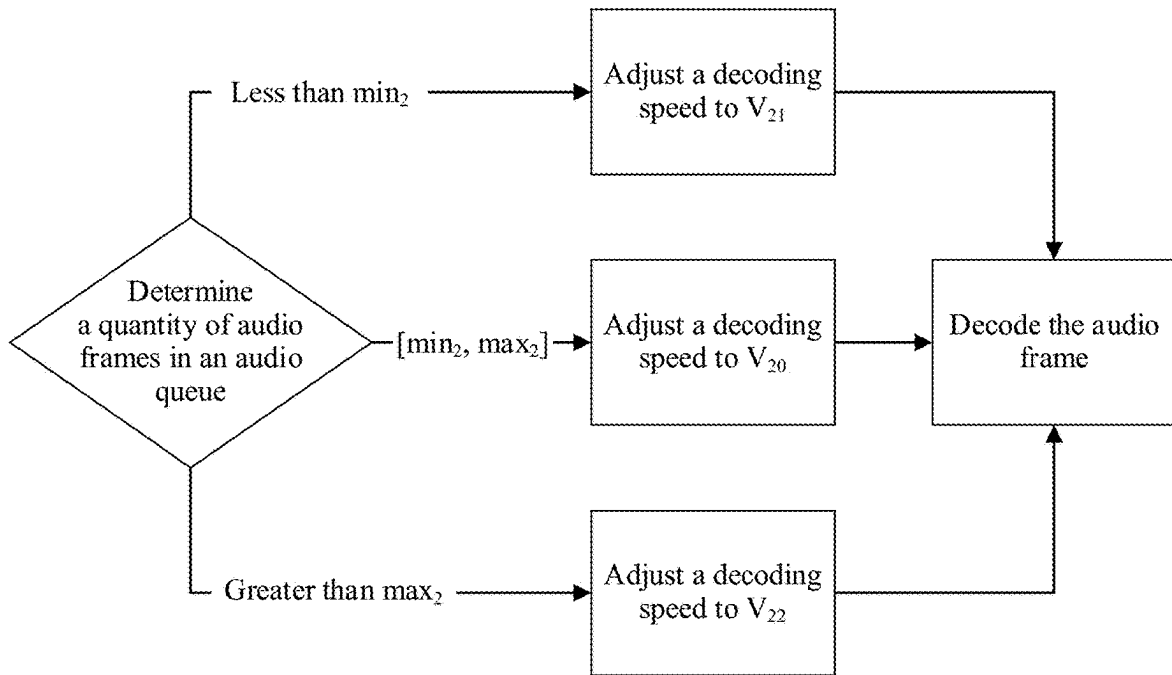 Less than min₂
Adjust a decoding
speed to V₂₁
Determine
a quantity of audio
frames in an audio
queue
[min₂, max₂]
Adjust a decoding
speed to V₂₀
Decode the audio
frame
Greater than max₂
Adjust a decoding
speed to V₂₂